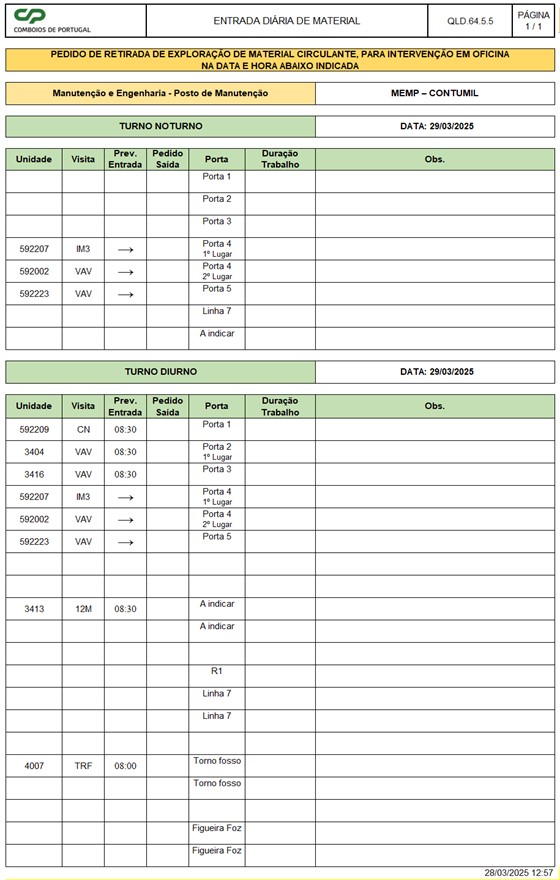 CP
COMBOIOS DE PORTUGAL
ENTRADA DIÁRIA DE MATERIAL
QLD.64.5.5
PÁGINA
1 / 1
PEDIDO DE RETIRADA DE EXPLORAÇÃO DE MATERIAL CIRCULANTE, PARA INTERVENÇÃO EM OFICINA
NA DATA E HORA ABAIXO INDICADA
Manutenção e Engenharia - Posto de Manutenção
MEMP – CONTUMIL
TURNO NOTURNO
DATA: 29/03/2025
Unidade Visita Prev. Entrada Pedido Saída Porta Duração Trabalho Obs.
Porta 1
Porta 2
Porta 3
592207 IM3 → Porta 4 1º Lugar
592002 VAV → Porta 4 2º Lugar
592223 VAV → Porta 5
Linha 7
A indicar
TURNO DIURNO
DATA: 29/03/2025
Unidade Visita Prev. Entrada Pedido Saída Porta Duração Trabalho Obs.
592209 CN 08:30 Porta 1
3404 VAV 08:30 Porta 2 1º Lugar
3416 VAV 08:30 Porta 3
592207 IM3 → Porta 4 1º Lugar
592002 VAV → Porta 4 2º Lugar
592223 VAV → Porta 5
3413 12M 08:30 A indicar
A indicar
R1
Linha 7
Linha 7
4007 TRF 08:00 Torno fosso
Torno fosso
Figueira Foz
Figueira Foz
28/03/2025 12:57